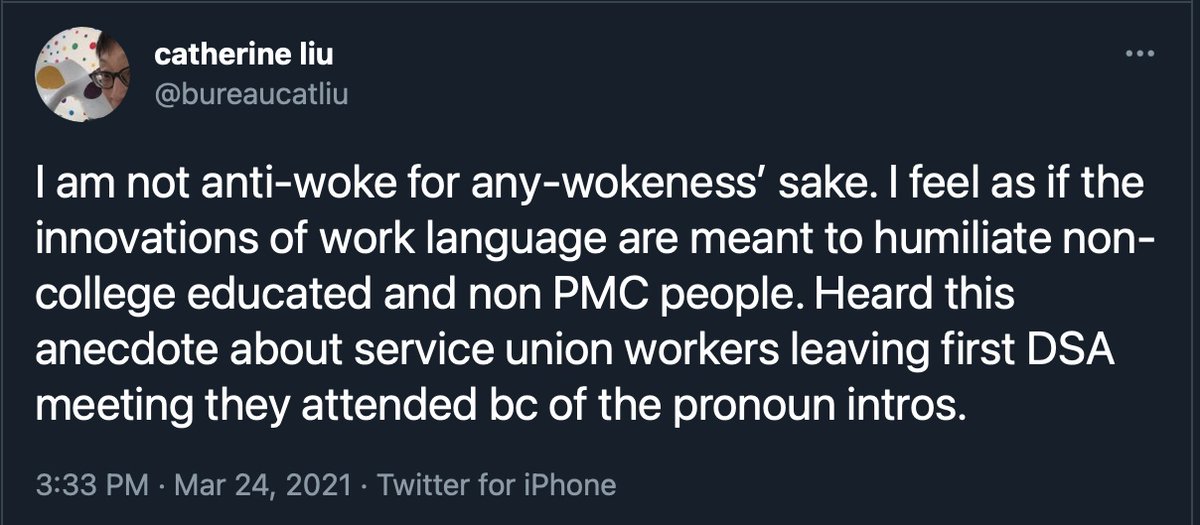 catherine liu
@bureaucatliu
I am not anti-woke for any-wokeness’ sake. I feel as if the
innovations of work language are meant to humiliate non-
college educated and non PMC people. Heard this
anecdote about service union workers leaving first DSA
meeting they attended bc of the pronoun intros.
3:33 PM · Mar 24, 2021 · Twitter for iPhone